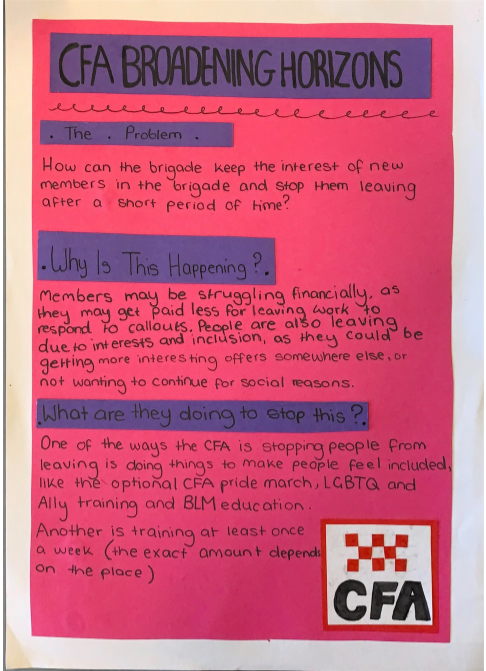 CFA BROADENING HORIZONS
. The . Problem .
How can the brigade keep the interest of new
members in the brigade and stop them leaving
after a short period of time?
. Why Is This Happening ? .
Members may be struggling financially, as
they may get paid less for leaving work to
respond to callouts. People are also leaving
due to interests and inclusion, as they could be
getting more interesting offers somewhere else, or
not wanting to continue for social reasons.
. What are they doing to stop this ? .
One of the ways the CFA is stopping people from
leaving is doing things to make people feel included,
like the optional CFA pride march, LGBTQ and
Ally training and BLM education.
Another is training at least once
a week (the exact amount depends
on the place)
CFA